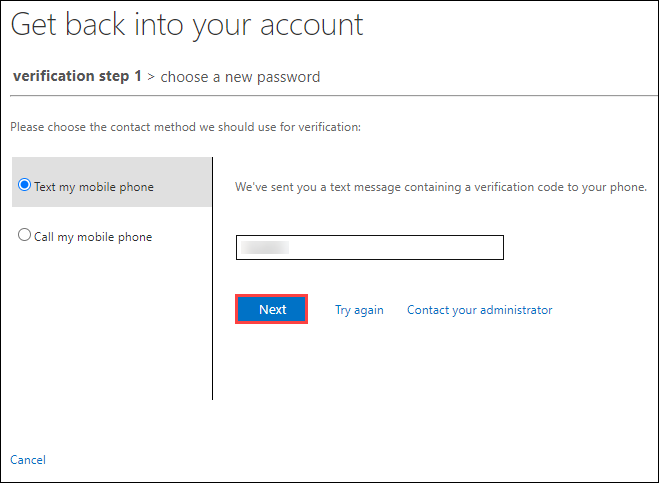 Get back into your account
verification step 1 > choose a new password
Please choose the contact method we should use for verification:
Text my mobile phone
We've sent you a text message containing a verification code to your phone.
Call my mobile phone
Next
Try again
Contact your administrator
Cancel